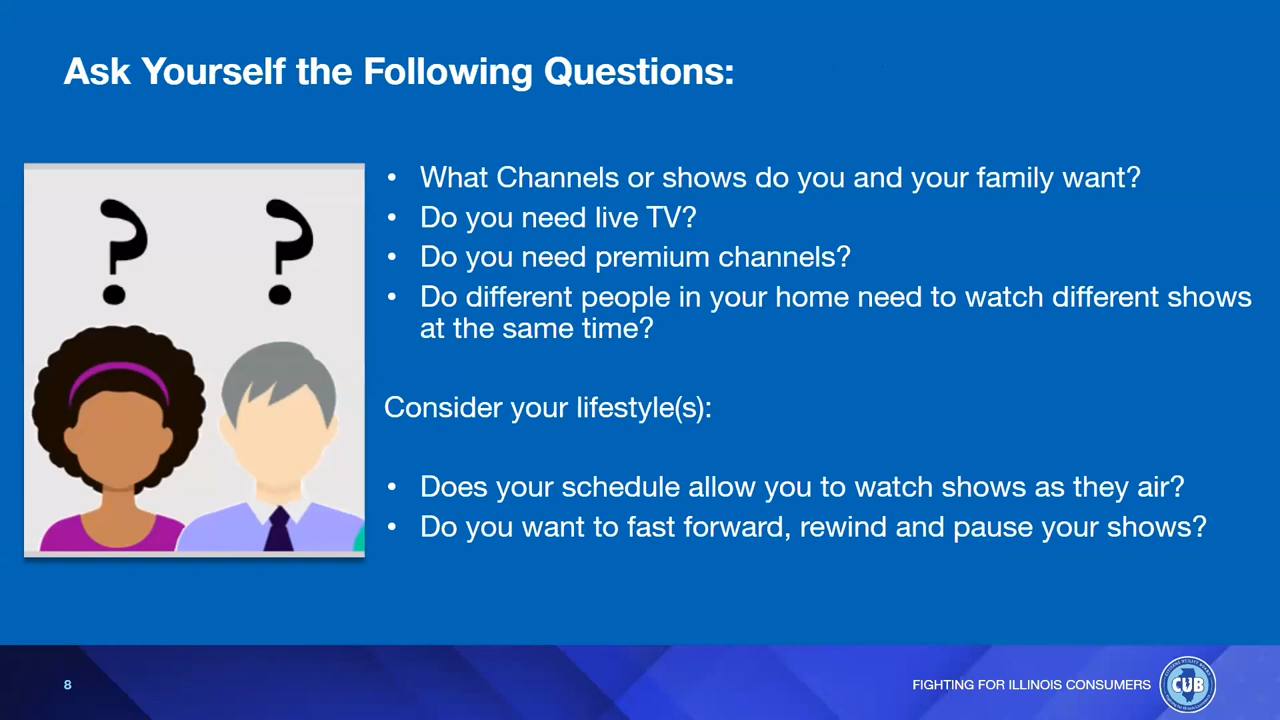 Ask Yourself the Following Questions:
? ?
• What Channels or shows do you and your family want?
• Do you need live TV?
• Do you need premium channels?
• Do different people in your home need to watch different shows
at the same time?
Consider your lifestyle(s):
• Does your schedule allow you to watch shows as they air?
• Do you want to fast forward, rewind and pause your shows?
8
FIGHTING FOR ILLINOIS CONSUMERS
CUB